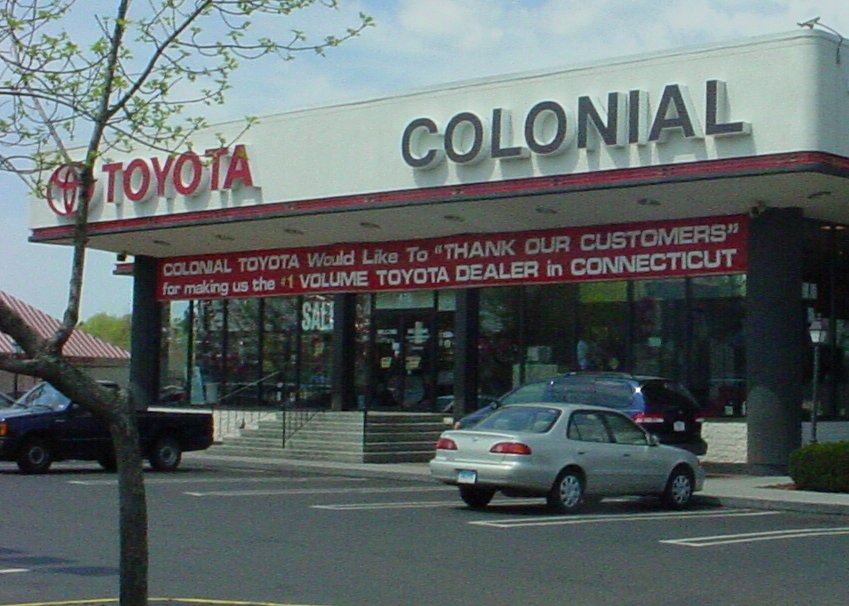 TOYOTA
COLONIAL
COLONIAL TOYOTA Would Like To "THANK OUR CUSTOMERS"
for making us the #1 VOLUME TOYOTA DEALER in CONNECTICUT
SALE